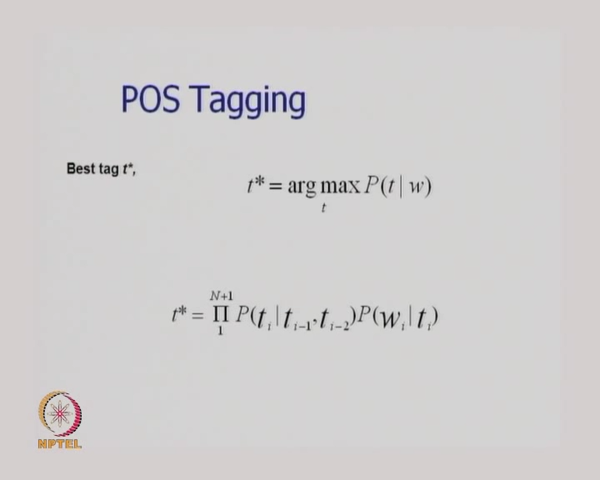 POS Tagging
Best tag t*,
t* = arg max P(t | w)
t
N+1
t* = Π P(t_i | t_{i-1}, t_{i-2})P(w_i | t_i)
1
NPTEL